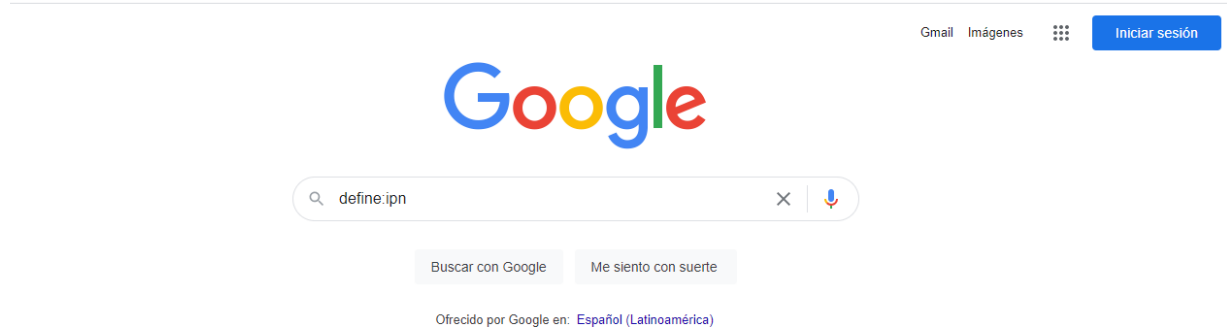 Gmail Imágenes Iniciar sesión
Google
define:ipn
Buscar con Google Me siento con suerte
Ofrecido por Google en: Español (Latinoamérica)